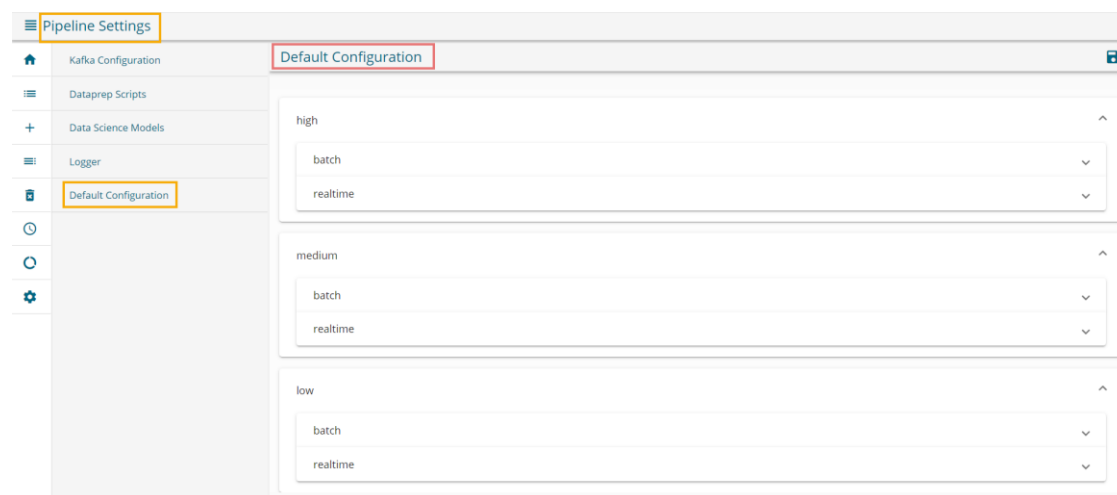 Pipeline Settings
Kafka Configuration
Dataprep Scripts
Data Science Models
Logger
Default Configuration
Default Configuration
high
batch
realtime
medium
batch
realtime
low
batch
realtime